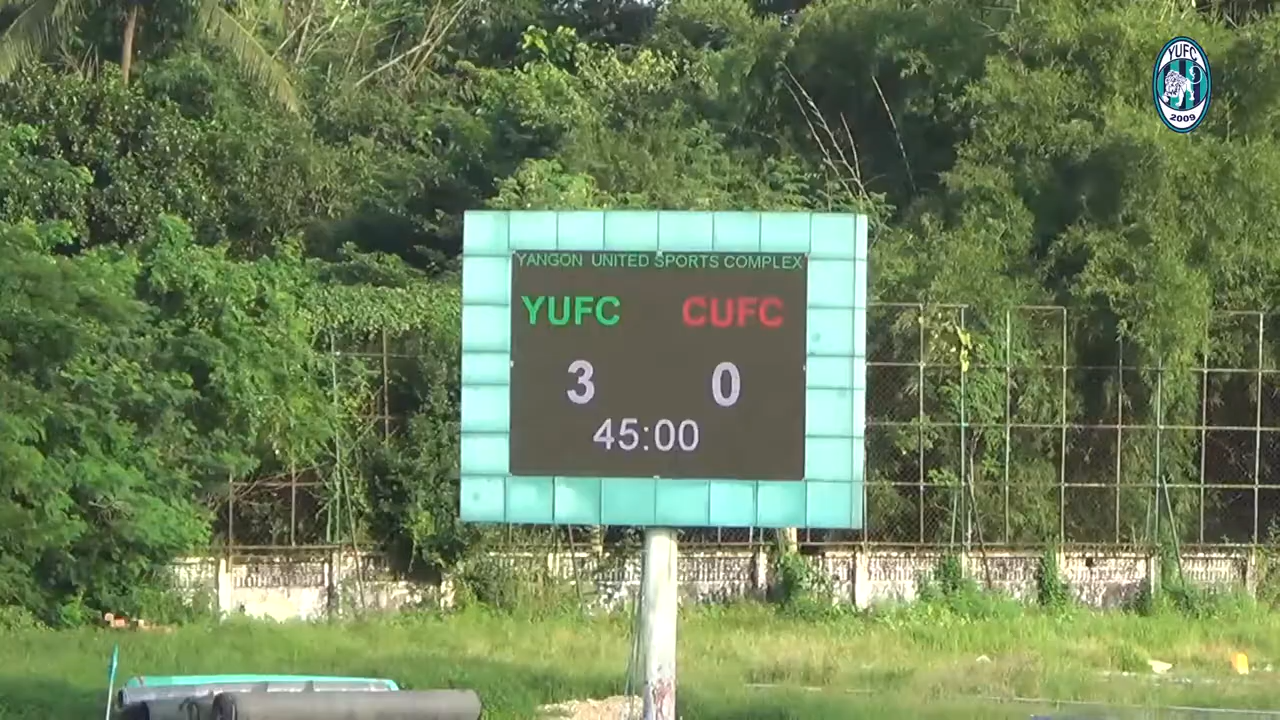 YUFC
2009
YANGON UNITED SPORTS COMPLEX
YUFC CUFC
3 0
45:00